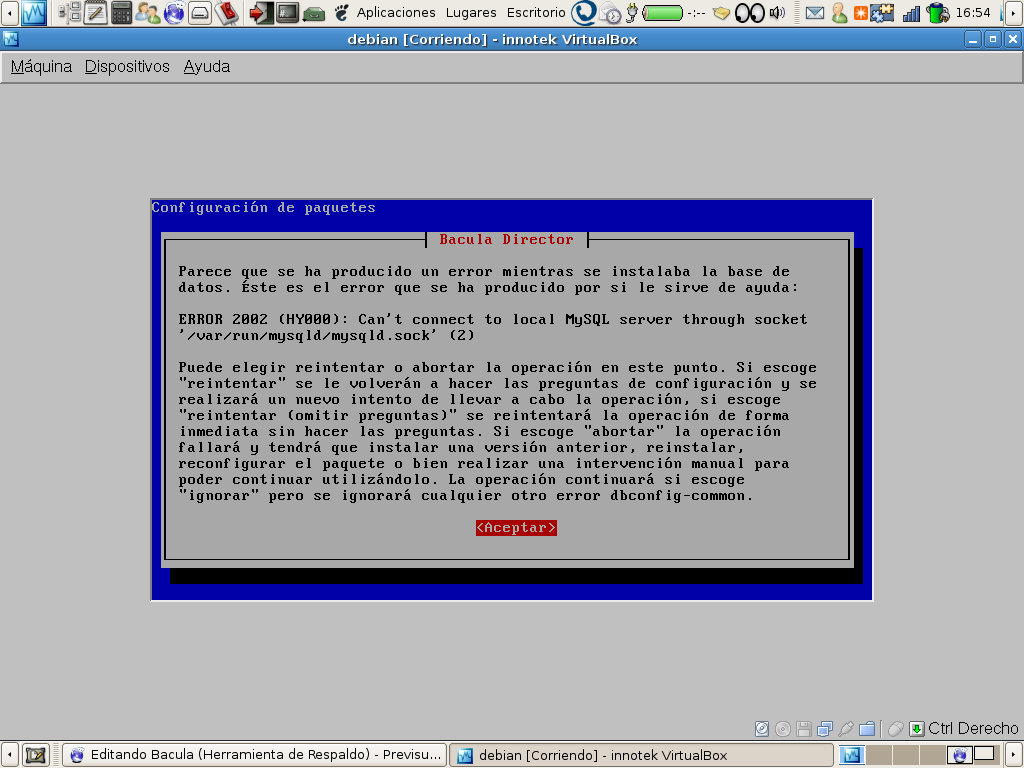 Aplicaciones Lugares Escritorio -:-- 16:54
debian [Corriendo] - innotek VirtualBox
Máquina Dispositivos Ayuda
Configuración de paquetes
Bacula Director
Parece que se ha producido un error mientras se instalaba la base de
datos. Éste es el error que se ha producido por si le sirve de ayuda:
ERROR 2002 (HY000): Can't connect to local MySQL server through socket
'/var/run/mysqld/mysqld.sock' (2)
Puede elegir reintentar o abortar la operación en este punto. Si escoge
"reintentar" se le volverán a hacer las preguntas de configuración y se
realizará un nuevo intento de llevar a cabo la operación, si escoge
"reintentar (omitir preguntas)" se reintentará la operación de forma
inmediata sin hacer las preguntas. Si escoge "abortar" la operación
fallará y tendrá que instalar una versión anterior, reinstalar,
reconfigurar el paquete o bien realizar una intervención manual para
poder continuar utilizándolo. La operación continuará si escoge
"ignorar" pero se ignorará cualquier otro error dbconfig-common.
<Aceptar>
Ctrl Derecho
Editando Bacula (Herramienta de Respaldo) - Previsu... debian [Corriendo] - innotek VirtualBox